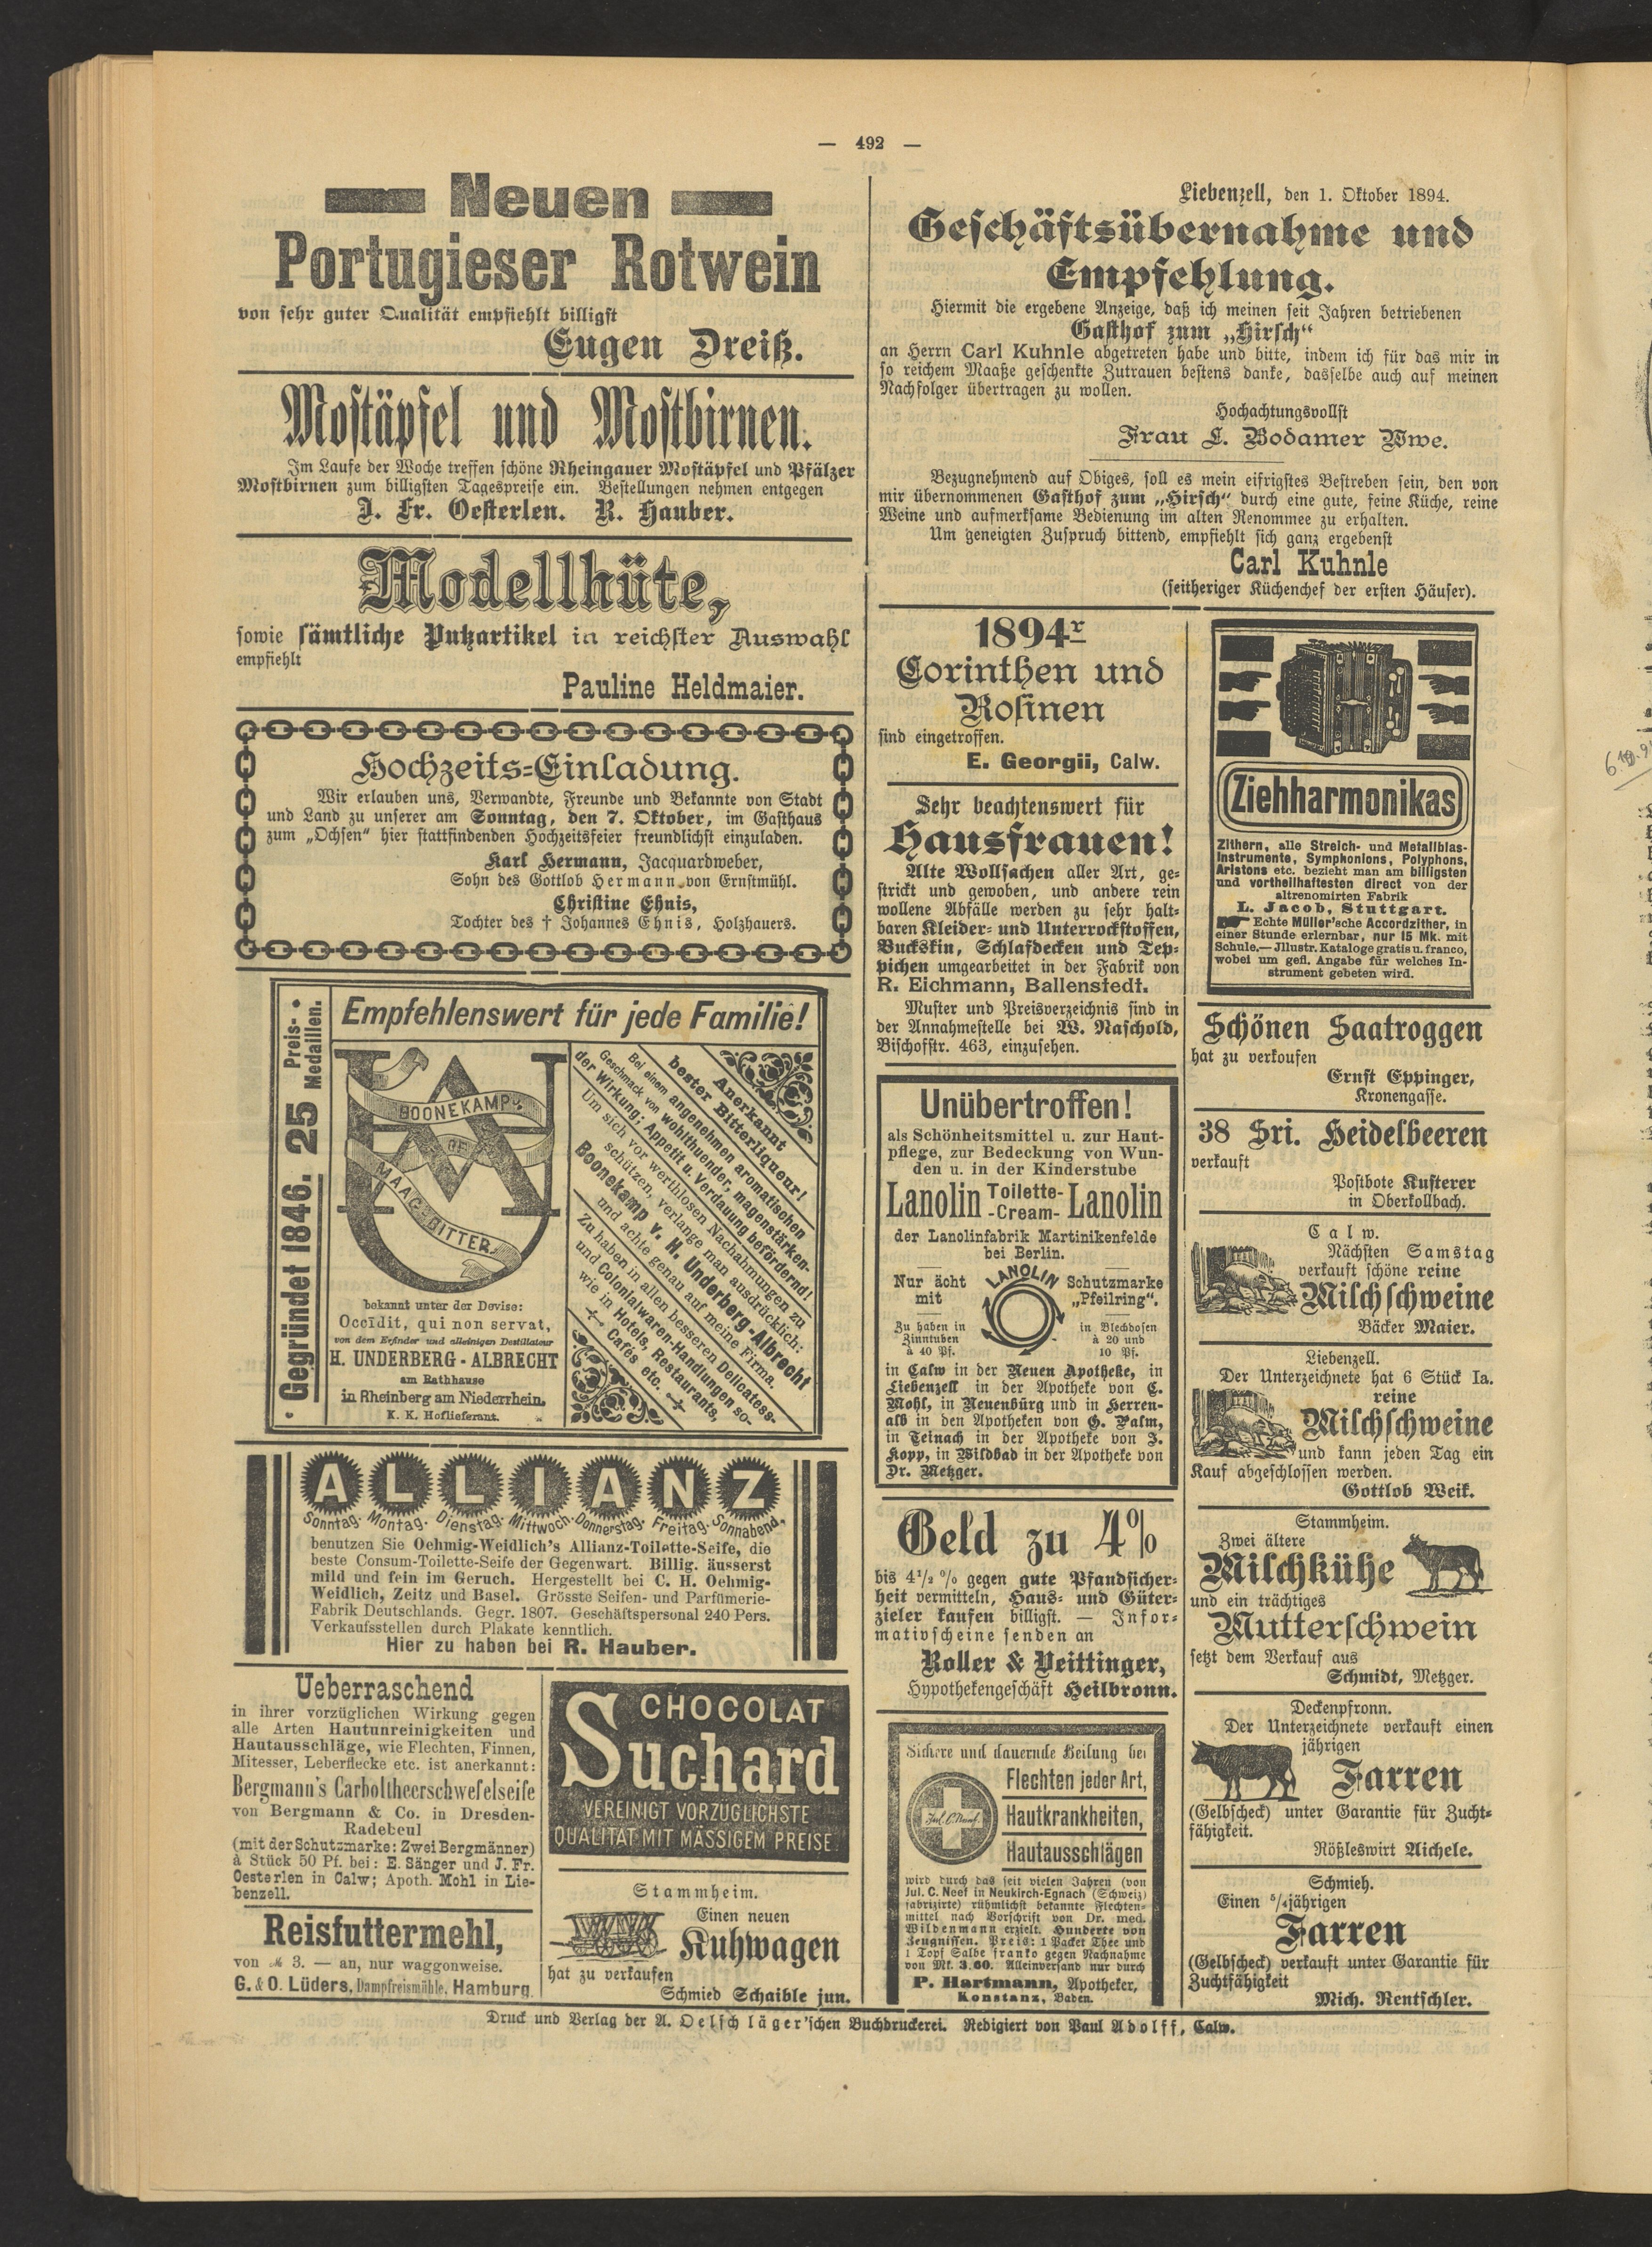 — 492 —
Neuen
Portugieser Rotwein
von sehr guter Qualität empfiehlt billigst
Eugen Dreiß.
Mostäpfel und Mostbirnen.
Im Laufe der Woche treffen schöne Rheingauer Mostäpfel und Pfälzer
Mostbirnen zum billigsten Tagespreise ein. Bestellungen nehmen entgegen
J. Fr. Oesterlen. R. Hauber.
Modellhüte,
sowie sämtliche Putzartikel in reichster Auswahl
empfiehlt
Pauline Heldmaier.
Hochzeits-Einladung.
Wir erlauben uns, Verwandte, Freunde und Bekannte von Stadt
und Land zu unserer am Sonntag, den 7. Oktober, im Gasthaus
zum „Ochsen“ hier stattfindenden Hochzeitsfeier freundlichst einzuladen.
Karl Hermann, Jacquardweber,
Sohn des Gottlob Hermann von Ernstmühl.
Christine Ehnis,
Tochter des † Johannes Ehnis, Holzhauers.
Gegründet 1846. 25 Preis-Medaillen.
Empfehlenswert für jede Familie!
BOONEKAMP
OF
MAAG-BITTER
bekannt unter der Devise:
Occidit, qui non servat,
von dem Erfinder und alleinigen Destillateur
H. UNDERBERG-ALBRECHT
am Rathhause
in Rheinberg am Niederrhein.
K. K. Hoflieferant.
Anerkannt
bester Bitterliqueur!
Bei einem angenehmen aromatischen
Geschmack von wohlthuender, magenstärken-
der Wirkung; Appetit u. Verdauung befördernd!
Um sich vor werthlosen Nachahmungen zu
schützen, verlange man ausdrücklich:
Boonekamp v. H. Underberg-Albrecht
und achte genau auf meine Firma.
Zu haben in allen besseren Delicatess-
und Colonialwaren-Handlungen so-
wie in Hotels, Restaurants,
Cafés etc.
ALLIANZ
Sonntag. Montag. Dienstag. Mittwoch. Donnerstag. Freitag. Sonnabend.
benutzen Sie Oehmig-Weidlich's Allianz-Toilette-Seife, die
beste Consum-Toilette-Seife der Gegenwart. Billig. äusserst
mild und fein im Geruch. Hergestellt bei C. H. Oehmig-
Weidlich, Zeitz und Basel. Grösste Seifen- und Parfümerie-
Fabrik Deutschlands. Gegr. 1807. Geschäftspersonal 240 Pers.
Verkaufsstellen durch Plakate kenntlich.
Hier zu haben bei R. Hauber.
Ueberraschend
in ihrer vorzüglichen Wirkung gegen
alle Arten Hautunreinigkeiten und
Hautausschläge, wie Flechten, Finnen,
Mitesser, Leberflecke etc. ist anerkannt:
Bergmann's Carboltheerschwefelseife
von Bergmann & Co. in Dresden-
Radebeul
(mit der Schutzmarke: Zwei Bergmänner)
à Stück 50 Pf. bei: E. Sänger und J. Fr.
Oesterlen in Calw; Apoth. Mohl in Lie-
benzell.
Reisfuttermehl,
von ℳ 3. — an, nur waggonweise.
G. & O. Lüders, Dampfreismühle, Hamburg.
CHOCOLAT
Suchard
VEREINIGT VORZÜGLICHSTE
QUALITÄT MIT MÄSSIGEM PREISE
Stammheim.
Einen neuen
Kuhwagen
hat zu verkaufen
Schmied Schaible jun.
Liebenzell, den 1. Oktober 1894.
Geschäftsübernahme und
Empfehlung.
Hiermit die ergebene Anzeige, daß ich meinen seit Jahren betriebenen
Gasthof zum „Hirsch“
an Herrn Carl Kuhnle abgetreten habe und bitte, indem ich für das mir in
so reichem Maaße geschenkte Zutrauen bestens danke, dasselbe auch auf meinen
Nachfolger übertragen zu wollen.
Hochachtungsvollst
Frau L. Bodamer Wwe.
Bezugnehmend auf Obiges, soll es mein eifrigstes Bestreben sein, den von
mir übernommenen Gasthof zum „Hirsch“ durch eine gute, feine Küche, reine
Weine und aufmerksame Bedienung im alten Renommee zu erhalten.
Um geneigten Zuspruch bittend, empfiehlt sich ganz ergebenst
Carl Kuhnle
(seitheriger Küchenchef der ersten Häuser).
1894r
Corinthen und
Rosinen
sind eingetroffen.
E. Georgii, Calw.
Sehr beachtenswert für
Hausfrauen!
Alte Wollsachen aller Art, ge-
strickt und gewoben, und andere rein
wollene Abfälle werden zu sehr halt-
baren Kleider- und Unterrockstoffen,
Buckskin, Schlafdecken und Tep-
pichen umgearbeitet in der Fabrik von
R. Eichmann, Ballenstedt.
Muster und Preisverzeichnis sind in
der Annahmestelle bei W. Naschold,
Bischofstr. 463, einzusehen.
Unübertroffen!
als Schönheitsmittel u. zur Haut-
pflege, zur Bedeckung von Wun-
den u. in der Kinderstube
Lanolin Toilette-Cream- Lanolin
der Lanolinfabrik Martinikenfelde
bei Berlin.
Nur ächt
mit
LANOLIN
Schutzmarke
„Pfeilring“.
Zu haben in
Zinntuben
à 40 Pf.
in Blechdosen
à 20 und
10 Pf.
in Calw in der Neuen Apotheke, in
Liebenzell in der Apotheke von C.
Mohl, in Neuenbürg und in Herren-
alb in den Apotheken von G. Palm,
in Teinach in der Apotheke von J.
Kopp, in Wildbad in der Apotheke von
Dr. Metzger.
Geld zu 4%
bis 4½ % gegen gute Pfandsicher-
heit vermitteln, Haus- und Güter-
zieler kaufen billigst. — Infor-
mativscheine senden an
Roller & Veittinger,
Hypothekengeschäft Heilbronn.
Sichere und dauernde Heilung bei
Jul. C. Neef
Flechten jeder Art,
Hautkrankheiten,
Hautausschlägen
wird durch das seit vielen Jahren (von
Jul. C. Neef in Neukirch-Egnach (Schweiz)
fabrizirte) rühmlichst bekannte Flechten-
mittel nach Vorschrift von Dr. med.
Wildenmann erzielt. Hunderte von
Zeugnissen. Preis: 1 Packet Thee und
1 Topf Salbe franko gegen Nachnahme
von Mk. 3.60. Alleinversand nur durch
P. Hartmann, Apotheker,
Konstanz, Baden.
Ziehharmonikas
Zithern, alle Streich- und Metallblas-
Instrumente, Symphonions, Polyphons,
Aristons etc. bezieht man am billigsten
und vortheilhaftesten direct von der
altrenomirten Fabrik
L. Jacob, Stuttgart.
Echte Müller'sche Accordzither, in
einer Stunde erlernbar, nur 15 Mk. mit
Schule.— Jllustr. Kataloge gratis u. franco,
wobei um gefl. Angabe für welches In-
strument gebeten wird.
Schönen Saatroggen
hat zu verkoufen
Ernst Eppinger,
Kronengasse.
38 Sri. Heidelbeeren
verkauft
Postbote Kusterer
in Oberkollbach.
Calw.
Nächsten Samstag
verkauft schöne reine
Milchschweine
Bäcker Maier.
Liebenzell.
Der Unterzeichnete hat 6 Stück Ia.
reine
Milchschweine
und kann jeden Tag ein
Kauf abgeschlossen werden.
Gottlob Weik.
Stammheim.
Zwei ältere
Milchkühe
und ein trächtiges
Mutterschwein
setzt dem Verkauf aus
Schmidt, Metzger.
Deckenpfronn.
Der Unterzeichnete verkauft einen
jährigen
Farren
(Gelbscheck) unter Garantie für Zucht-
fähigkeit.
Rößleswirt Aichele.
Schmieh.
Einen 5/4jährigen
Farren
(Gelbscheck) verkauft unter Garantie für
Zuchtfähigkeit
Mich. Rentschler.
Druck und Verlag der A. Oelschläger'schen Buchdruckerei. Redigiert von Paul Adolff, Calw.